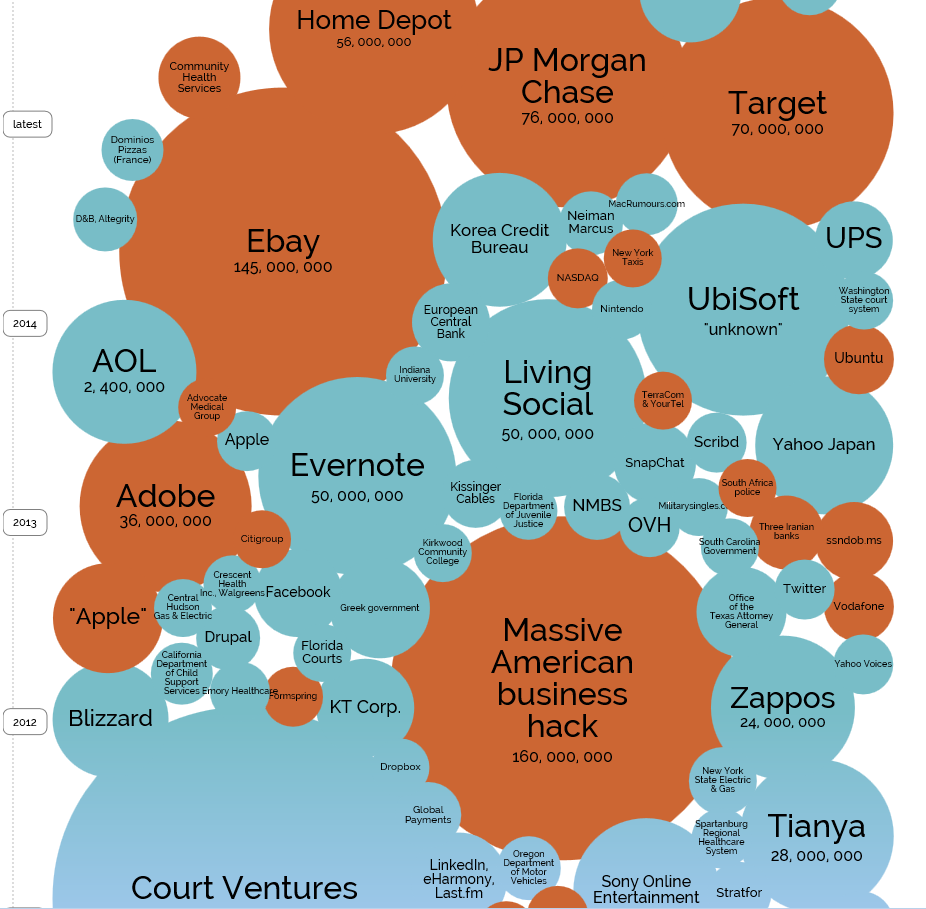 Home Depot
56, 000, 000
JP Morgan
Chase
76, 000, 000
Target
70, 000, 000
Community
Health
Services
latest
Dominios
Pizzas
(France)
D&B, Altegrity
Ebay
145, 000, 000
Korea Credit
Bureau
Neiman
Marcus
MacRumours.com
New York
Taxis
NASDAQ
UPS
UbiSoft
"unknown"
Washington
State court
system
Nintendo
European
Central
Bank
2014
AOL
2, 400, 000
Indiana
University
Living
Social
50, 000, 000
Ubuntu
TerraCom
& YourTel
Advocate
Medical
Group
Apple
Evernote
50, 000, 000
SnapChat
Scribd
Yahoo Japan
Adobe
36, 000, 000
Kissinger
Cables
Florida
Department
of Juvenile
Justice
NMBS
OVH
Militarysingles.c
South Africa
police
2013
Citigroup
Kirkwood
Community
College
South Carolina
Government
Three Iranian
banks
ssndob.ms
"Apple"
Central
Hudson
Gas & Electric
Crescent
Health
Inc., Walgreens
Facebook
Greek government
Drupal
Florida
Courts
Massive
American
business
hack
160, 000, 000
Office
of the
Texas Attorney
General
Twitter
Vodafone
California
Department
of Child
Support
Services
Emory Healthcare
Formspring
KT Corp.
Yahoo Voices
Zappos
24, 000, 000
2012
Blizzard
Dropbox
Global
Payments
New York
State Electric
& Gas
Spartanburg
Regional
Healthcare
System
Tianya
28, 000, 000
Court Ventures
LinkedIn,
eHarmony,
Last.fm
Oregon
Department
of Motor
Vehicles
Sony Online
Entertainment
Stratfor